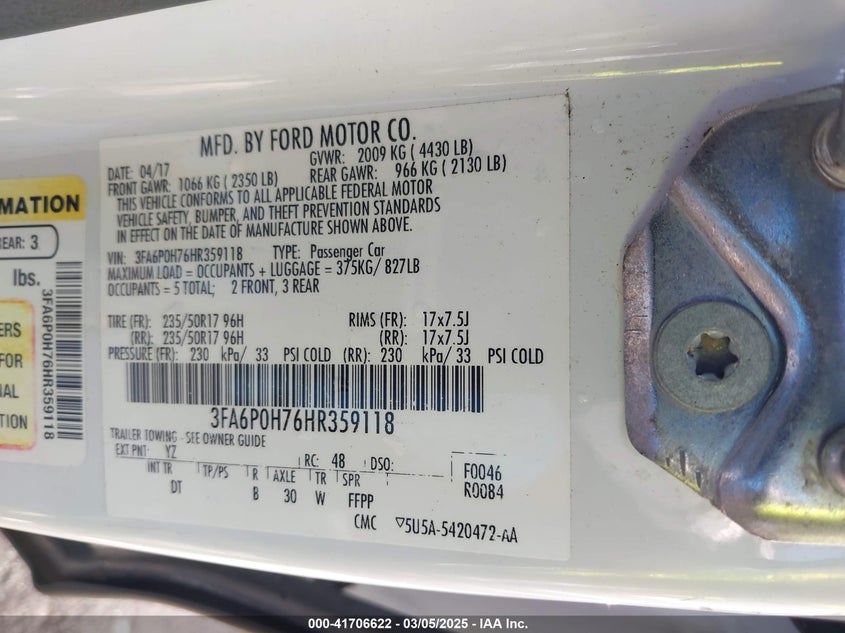 MFD. BY FORD MOTOR CO.
DATE: 04/17 GVWR: 2009 KG ( 4430 LB)
FRONT GAWR: 1066 KG ( 2350 LB) REAR GAWR: 966 KG ( 2130 LB)
THIS VEHICLE CONFORMS TO ALL APPLICABLE FEDERAL MOTOR
VEHICLE SAFETY, BUMPER, AND THEFT PREVENTION STANDARDS
IN EFFECT ON THE DATE OF MANUFACTURE SHOWN ABOVE.
VIN: 3FA6P0H76HR359118 TYPE: Passenger Car
MAXIMUM LOAD = OCCUPANTS + LUGGAGE = 375KG/ 827LB
OCCUPANTS = 5 TOTAL; 2 FRONT, 3 REAR
TIRE (FR): 235/50R17 96H RIMS (FR): 17x7.5J
(RR): 235/50R17 96H (RR): 17x7.5J
PRESSURE (FR): 230 kPa/ 33 PSI COLD (RR): 230 kPa/ 33 PSI COLD
3FA6P0H76HR359118
TRAILER TOWING - SEE OWNER GUIDE
EXT PNT: YZ RC: 48 DSO: F0046
INT TR TP/PS R AXLE TR SPR R0084
DT B 30 W FFPP
CMC ▽5U5A-5420472-AA
MATION
REAR: 3
lbs.
ERS
FOR
NAL
TION
3FA6P0H76HR359118
000-41706622 / 03/05/2025 - IAA Inc.